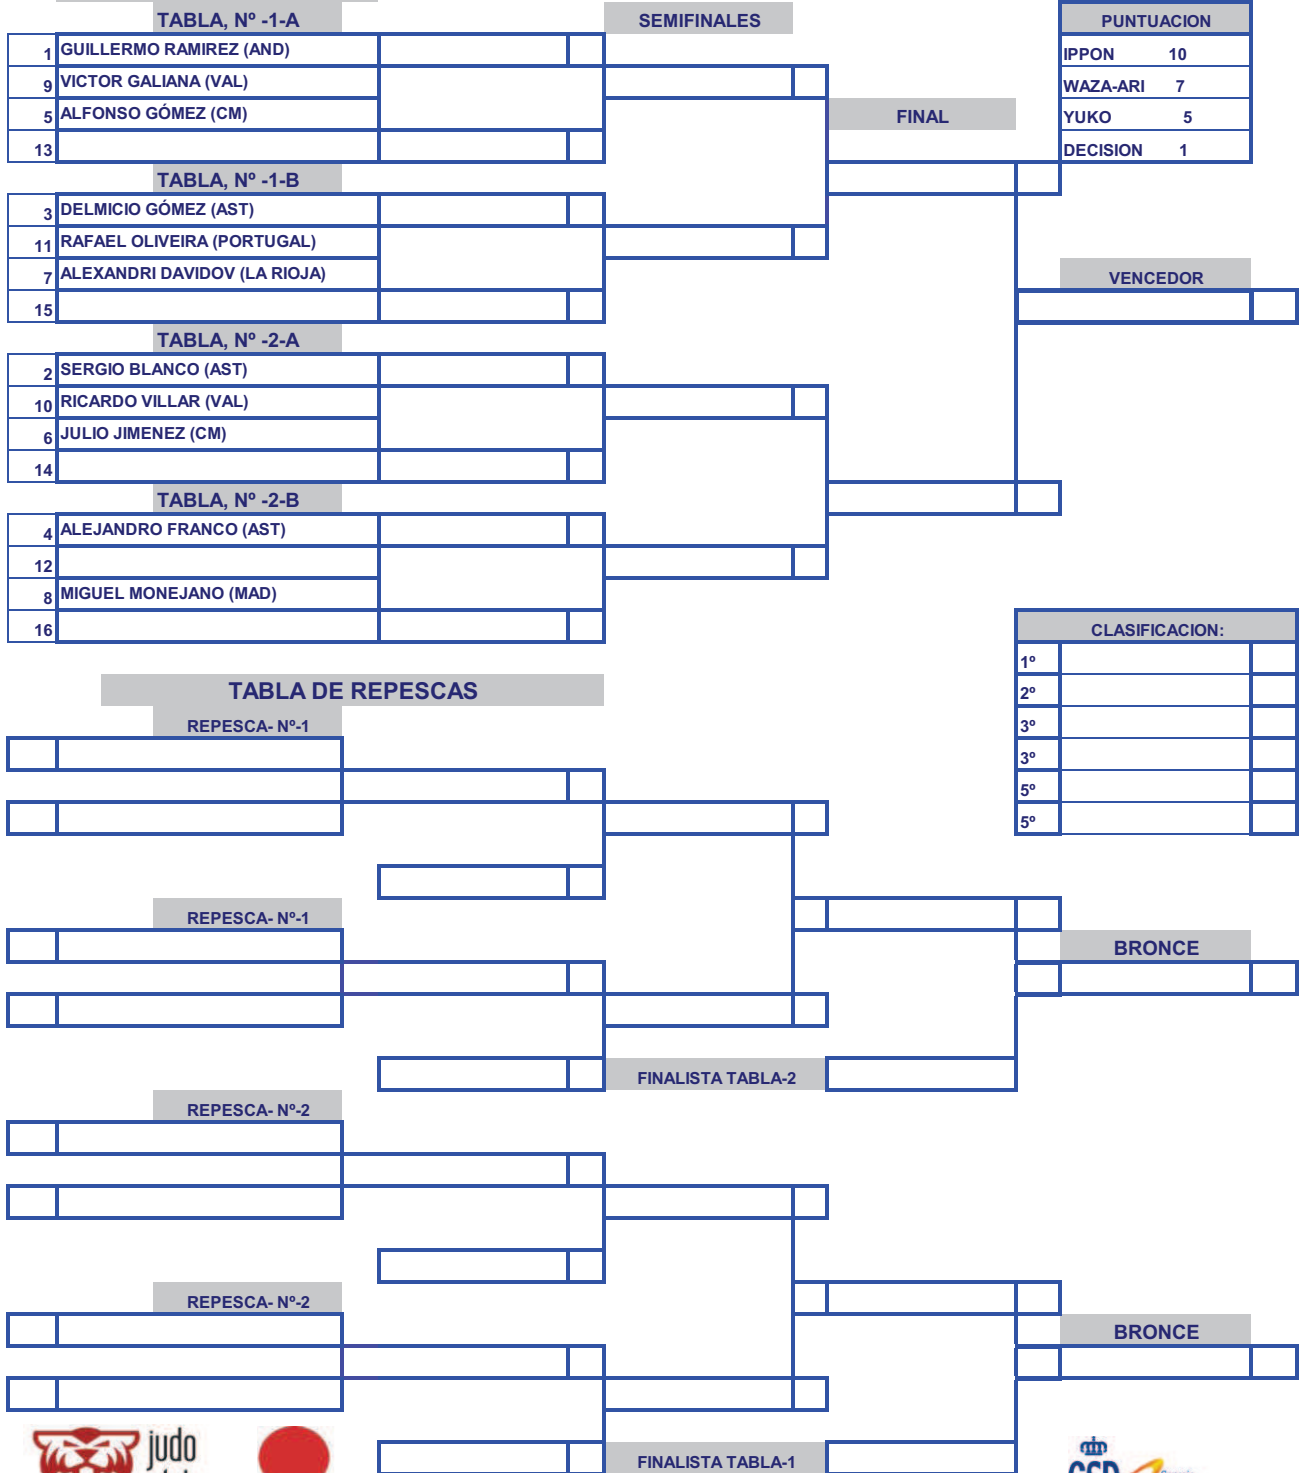 TABLA, Nº -1-A SEMIFINALES PUNTUACION
1 GUILLERMO RAMIREZ (AND) IPPON 10
9 VICTOR GALIANA (VAL) WAZA-ARI 7
5 ALFONSO GÓMEZ (CM) FINAL YUKO 5
13 DECISION 1
TABLA, Nº -1-B
3 DELMICIO GÓMEZ (AST)
11 RAFAEL OLIVEIRA (PORTUGAL)
7 ALEXANDRI DAVIDOV (LA RIOJA) VENCEDOR
15
TABLA, Nº -2-A
2 SERGIO BLANCO (AST)
10 RICARDO VILLAR (VAL)
6 JULIO JIMENEZ (CM)
14
TABLA, Nº -2-B
4 ALEJANDRO FRANCO (AST)
12
8 MIGUEL MONEJANO (MAD)
16 CLASIFICACION:
1º
TABLA DE REPESCAS 2º
REPESCA- Nº-1 3º
3º
5º
5º
REPESCA- Nº-1
BRONCE
FINALISTA TABLA-2
REPESCA- Nº-2
REPESCA- Nº-2
BRONCE
judo
FINALISTA TABLA-1
CSD